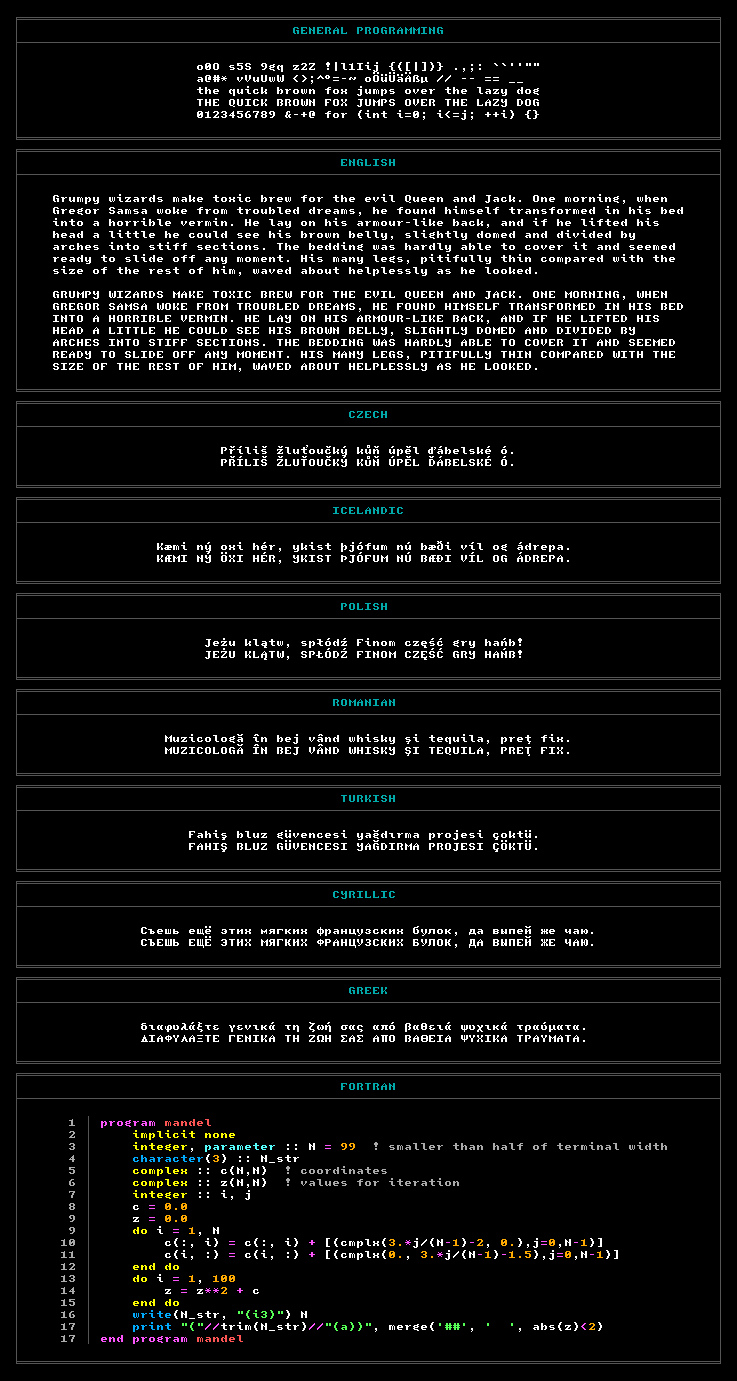 GENERAL PROGRAMMING
o0O s5S 9gq z2Z !|l1Iij {([|])} .,;: ``''""
a@#* vVuUwW <>;^°=-~ oÖüÜäÄßµ // -- == __
the quick brown fox jumps over the lazy dog
THE QUICK BROWN FOX JUMPS OVER THE LAZY DOG
0123456789 &-+@ for (int i=0; i<=j; ++i) {}
ENGLISH
Grumpy wizards make toxic brew for the evil Queen and Jack. One morning, when
Gregor Samsa woke from troubled dreams, he found himself transformed in his bed
into a horrible vermin. He lay on his armour-like back, and if he lifted his
head a little he could see his brown belly, slightly domed and divided by
arches into stiff sections. The bedding was hardly able to cover it and seemed
ready to slide off any moment. His many legs, pitifully thin compared with the
size of the rest of him, waved about helplessly as he looked.
GRUMPY WIZARDS MAKE TOXIC BREW FOR THE EVIL QUEEN AND JACK. ONE MORNING, WHEN
GREGOR SAMSA WOKE FROM TROUBLED DREAMS, HE FOUND HIMSELF TRANSFORMED IN HIS BED
INTO A HORRIBLE VERMIN. HE LAY ON HIS ARMOUR-LIKE BACK, AND IF HE LIFTED HIS
HEAD A LITTLE HE COULD SEE HIS BROWN BELLY, SLIGHTLY DOMED AND DIVIDED BY
ARCHES INTO STIFF SECTIONS. THE BEDDING WAS HARDLY ABLE TO COVER IT AND SEEMED
READY TO SLIDE OFF ANY MOMENT. HIS MANY LEGS, PITIFULLY THIN COMPARED WITH THE
SIZE OF THE REST OF HIM, WAVED ABOUT HELPLESSLY AS HE LOOKED.
CZECH
Příliš žluťoučký kůň úpěl ďábelské ó.
PŘÍLIŠ ŽLUŤOUČKÝ KŮŇ ÚPĚL ĎÁBELSKÉ Ó.
ICELANDIC
Kæmi ný öxi hér, ykist þjófum nú bæði víl og ádrepa.
KÆMI NÝ ÖXI HÉR, YKIST ÞJÓFUM NÚ BÆÐI VÍL OG ÁDREPA.
POLISH
Jeżu klątw, spłódź Finom część gry hańb!
JEŻU KLĄTW, SPŁÓDŹ FINOM CZĘŚĆ GRY HAŃB!
ROMANIAN
Muzicologă în bej vând whisky şi tequila, preţ fix.
MUZICOLOGĂ ÎN BEJ VÂND WHISKY ŞI TEQUILA, PREŢ FIX.
TURKISH
Fahiş bluz güvencesi yağdırma projesi çöktü.
FAHIŞ BLUZ GÜVENCESI YAĞDIRMA PROJESI ÇÖKTÜ.
CYRILLIC
Съешь ещё этих мягких французских булок, да выпей же чаю.
СЪЕШЬ ЕЩЁ ЭТИХ МЯГКИХ ФРАНЦУЗСКИХ БУЛОК, ДА ВЫПЕЙ ЖЕ ЧАЮ.
GREEK
διαφυλάξτε γενικά τη ζωή σας από βαθειά ψυχικά τραύματα.
ΔΙΑΦΥΛΑΞΤΕ ΓΕΝΙΚΑ ΤΗ ΖΩΗ ΣΑΣ ΑΠΟ ΒΑΘΕΙΑ ΨΥΧΙΚΑ ΤΡΑΥΜΑΤΑ.
FORTRAN
1 program mandel
2 implicit none
3 integer, parameter :: N = 99 ! smaller than half of terminal width
4 character(3) :: N_str
5 complex :: c(N,N) ! coordinates
6 complex :: z(N,N) ! values for iteration
7 integer :: i, j
8 c = 0.0
9 z = 0.0
9 do i = 1, N
10 c(:, i) = c(:, i) + [(cmplx(3.*j/(N-1)-2, 0.),j=0,N-1)]
11 c(i, :) = c(i, :) + [(cmplx(0., 3.*j/(N-1)-1.5),j=0,N-1)]
12 end do
13 do i = 1, 100
14 z = z**2 + c
15 end do
16 write(N_str, "(i3)") N
17 print "("//trim(N_str)//"(a))", merge('##', '  ', abs(z)<2)
17 end program mandel